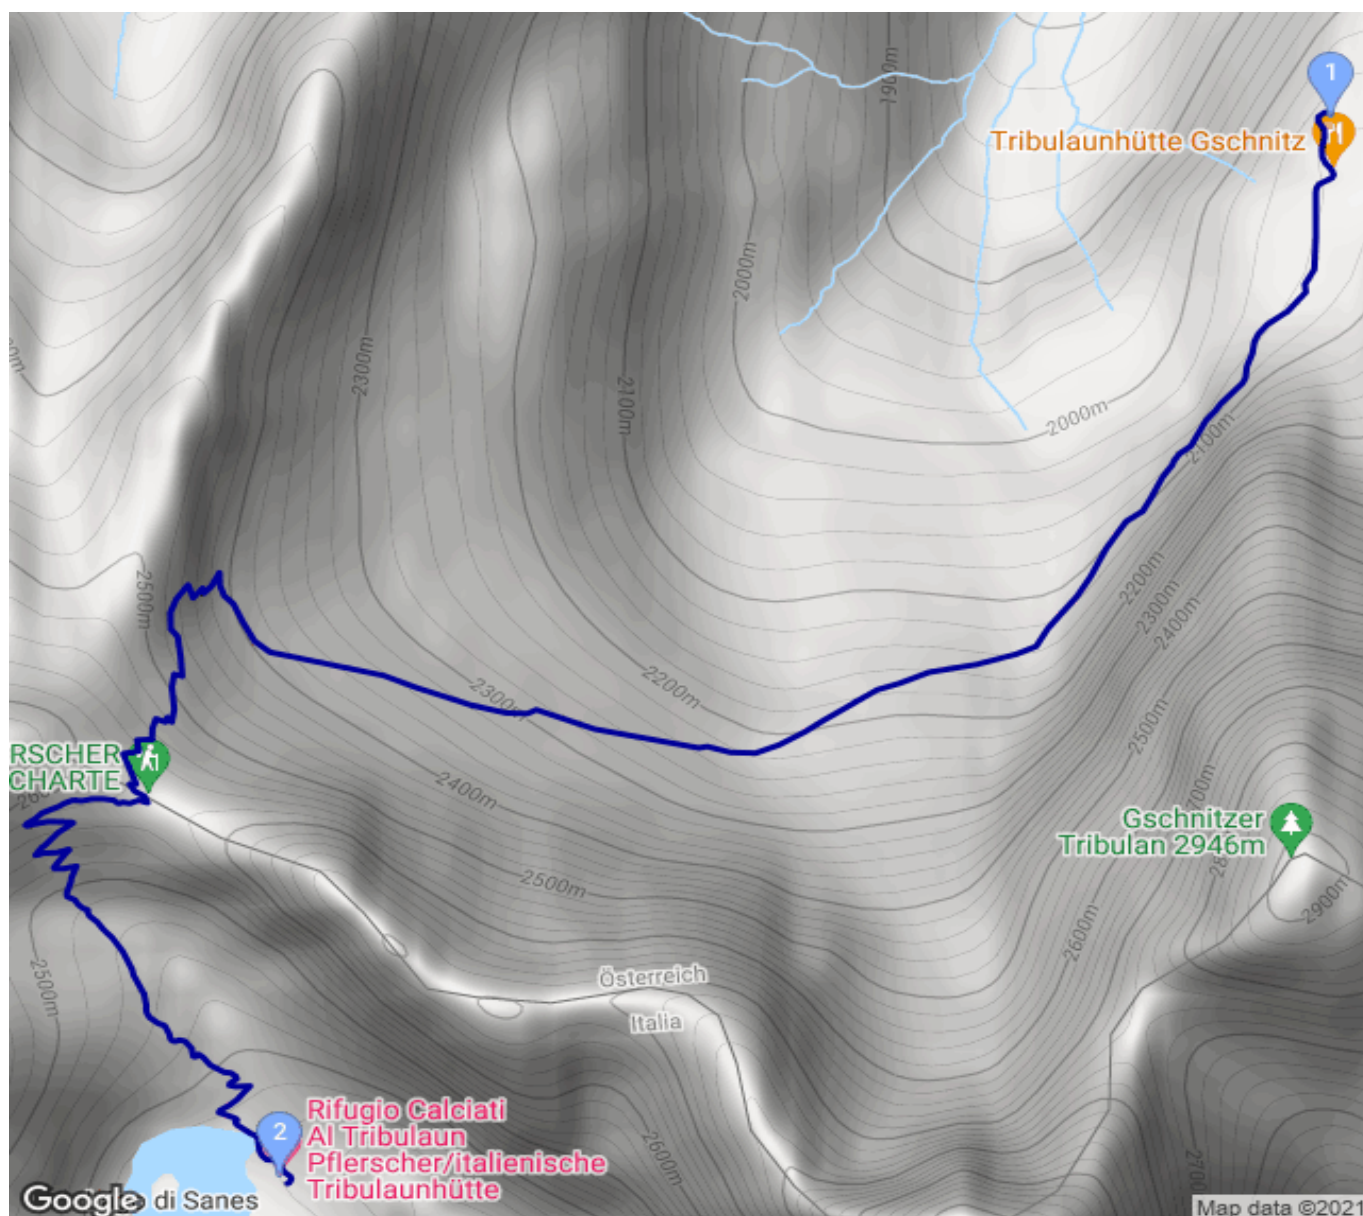 1
1900m
Tribulaunhütte Gschnitz
2000m
2300m
2100m
2000m
2100m
2500m
2200m
2300m
2400m
2200m
2300m
2500m
RSCHER
CHARTE
2400m
Gschnitzer
Tribulan 2946m
2500m
2900m
2600m
2500m
Österreich
Italia
2
Rifugio Calciati
Al Tribulaun
Pflerscher/italienische
Tribulaunhütte
2600m
Google
di Sanes
Map data ©2021